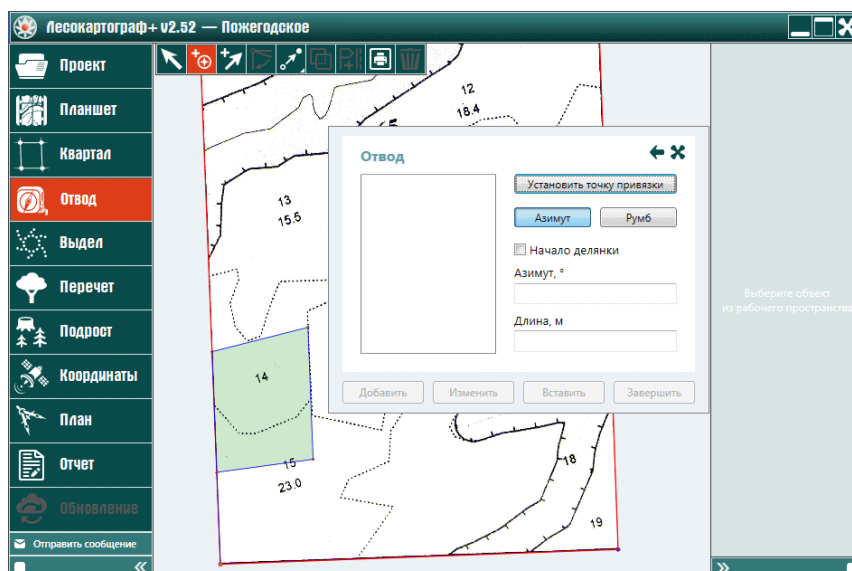 Лесокартограф+ v2.52 — Пожегодское
Проект
Планшет
Квартал
Отвод
Выдел
Перечет
Подрост
Координаты
План
Отчет
Обновление
Отправить сообщение
12
18.4
13
15.5
14
15
23.0
18
19
Отвод
Установить точку привязки
Азимут Румб
Начало делянки
Азимут, °
Длина, м
Добавить Изменить Вставить Завершить
Выберите объект
из рабочего пространства